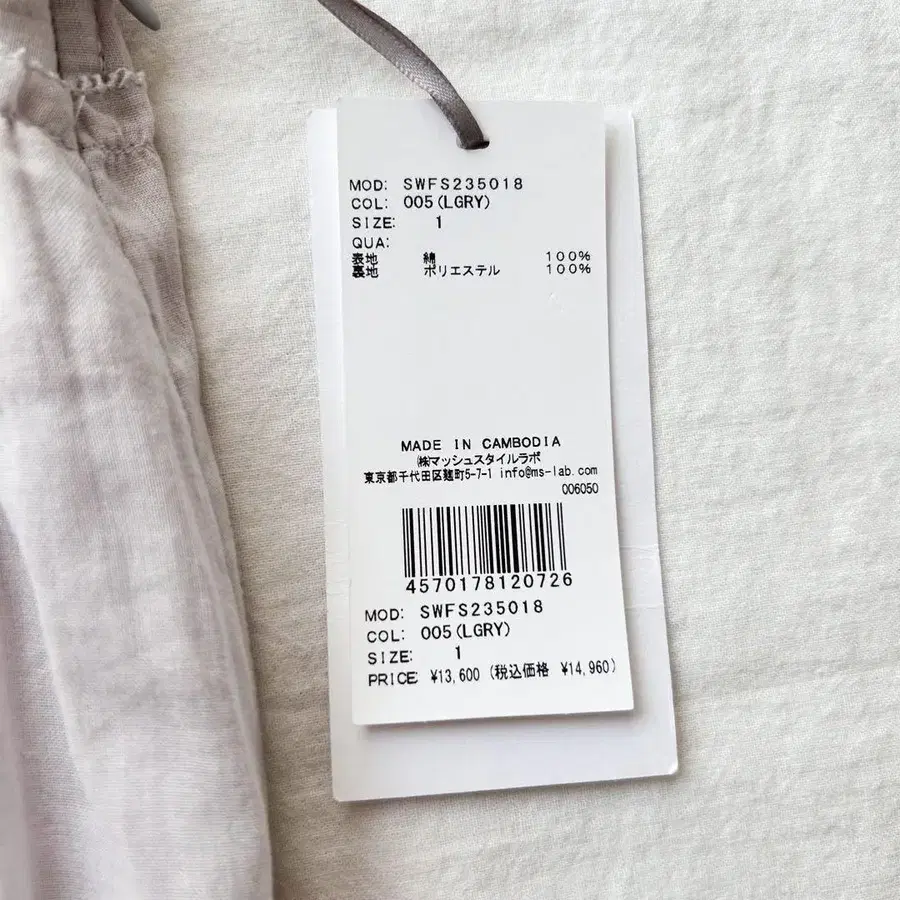 MOD: SWFS235018
COL: 005(LGRY)
SIZE: 1
QUA:
表地 綿 100%
裏地 ポリエステル 100%
MADE IN CAMBODIA
㈱マッシュスタイルラボ
東京都千代田区麹町5-7-1 info@ms-lab.com
006050
4570178120726
MOD: SWFS235018
COL: 005(LGRY)
SIZE: 1
PRICE: ¥13,600 (税込価格 ¥14,960)